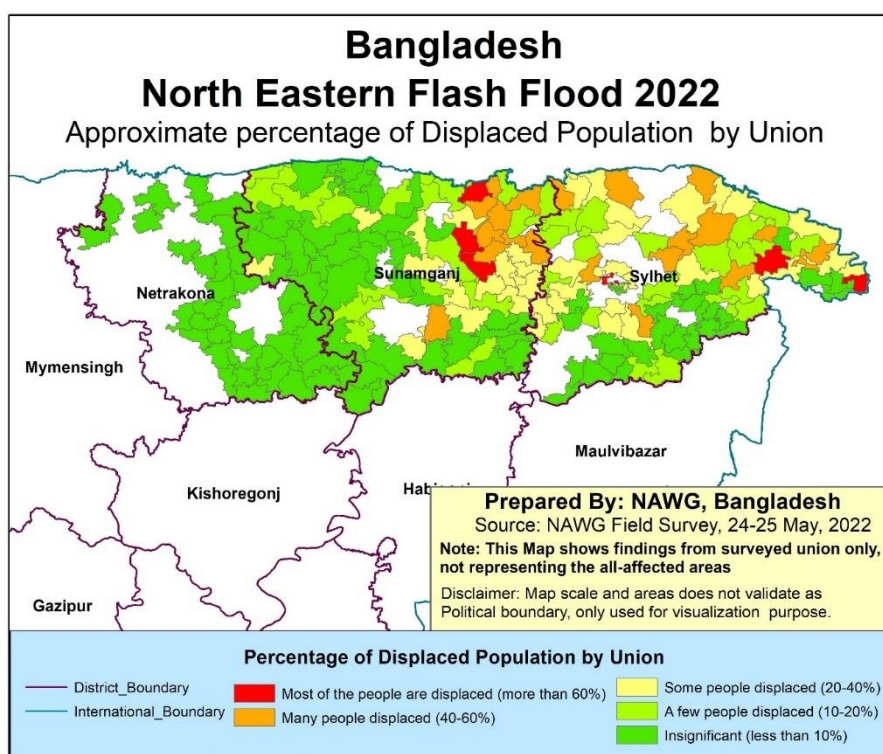 Bangladesh
North Eastern Flash Flood 2022
Approximate percentage of Displaced Population by Union
Sunamganj
Sylhet
Netrakona
Mymensingh
Maulvibazar
Kishoregonj
Gazipur
Prepared By: NAWG, Bangladesh
Source: NAWG Field Survey, 24-25 May, 2022
Note: This Map shows findings from surveyed union only,
not representing the all-affected areas
Disclaimer: Map scale and areas does not validate as
Political boundary, only used for visualization purpose.
Percentage of Displaced Population by Union
District_Boundary
International_Boundary
Most of the people are displaced (more than 60%)
Many people displaced (40-60%)
Some people displaced (20-40%)
A few people displaced (10-20%)
Insignificant (less than 10%)